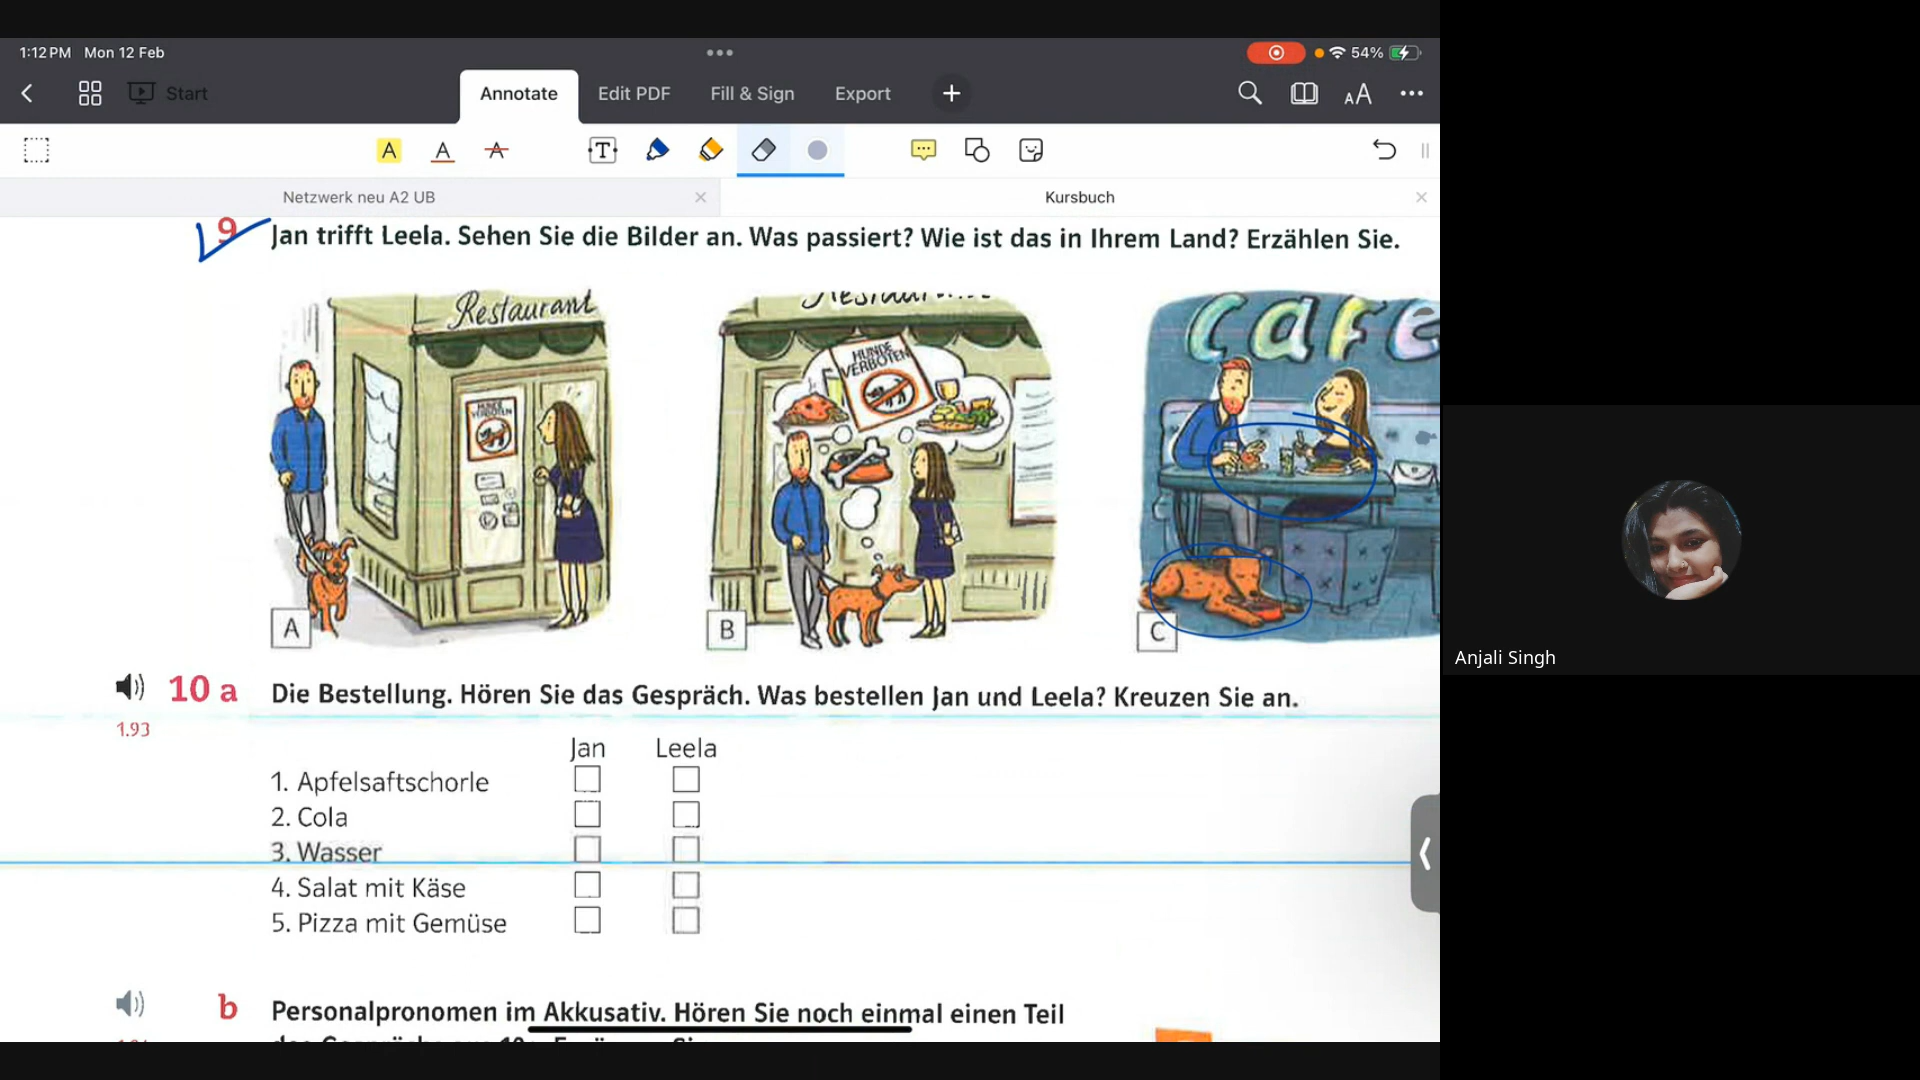 1:12 PM Mon 12 Feb
54%
Start
Annotate
Edit PDF
Fill & Sign
Export
Netzwerk neu A2 UB
Kursbuch
9
Jan trifft Leela. Sehen Sie die Bilder an. Was passiert? Wie ist das in Ihrem Land? Erzählen Sie.
Restaurant
HUNDE
VERBOTEN
A
HUNDE
VERBOTEN
B
Cafe
C
10 a
Die Bestellung. Hören Sie das Gespräch. Was bestellen Jan und Leela? Kreuzen Sie an.
1.93
Jan Leela
1. Apfelsaftschorle
2. Cola
3. Wasser
4. Salat mit Käse
5. Pizza mit Gemüse
b
Personalpronomen im Akkusativ. Hören Sie noch einmal einen Teil
Anjali Singh